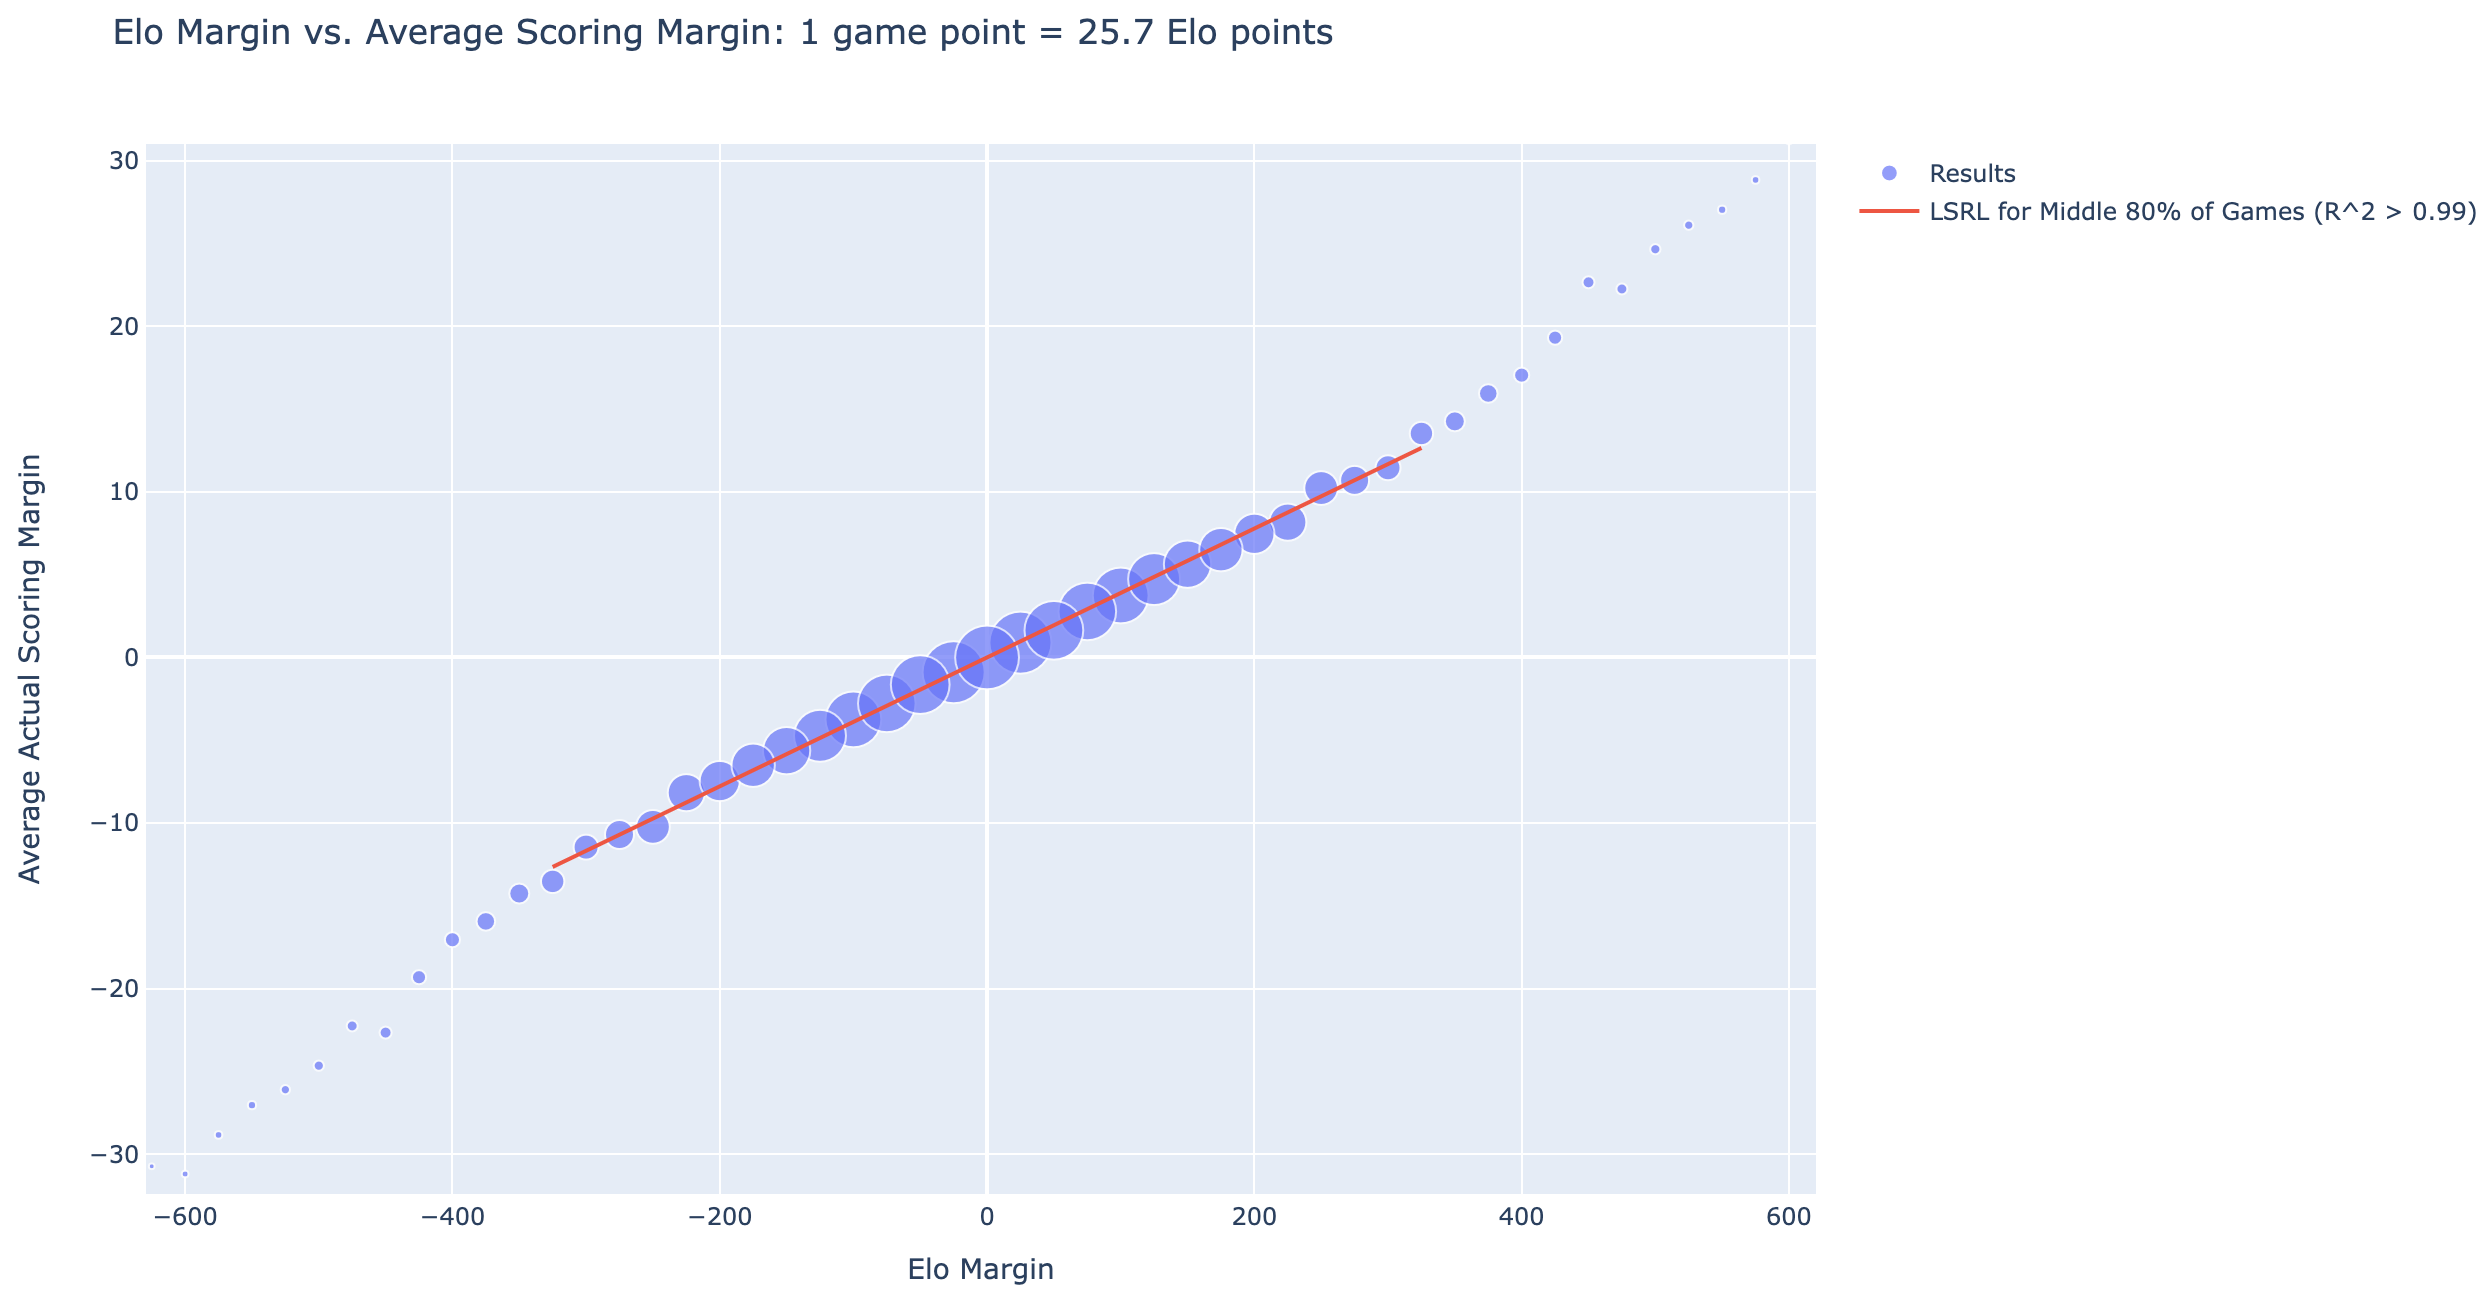 Elo Margin vs. Average Scoring Margin: 1 game point = 25.7 Elo points
Results
LSRL for Middle 80% of Games (R^2 > 0.99)
Average Actual Scoring Margin
30
20
10
0
−10
−20
−30
−600
−400
−200
0
200
400
600
Elo Margin